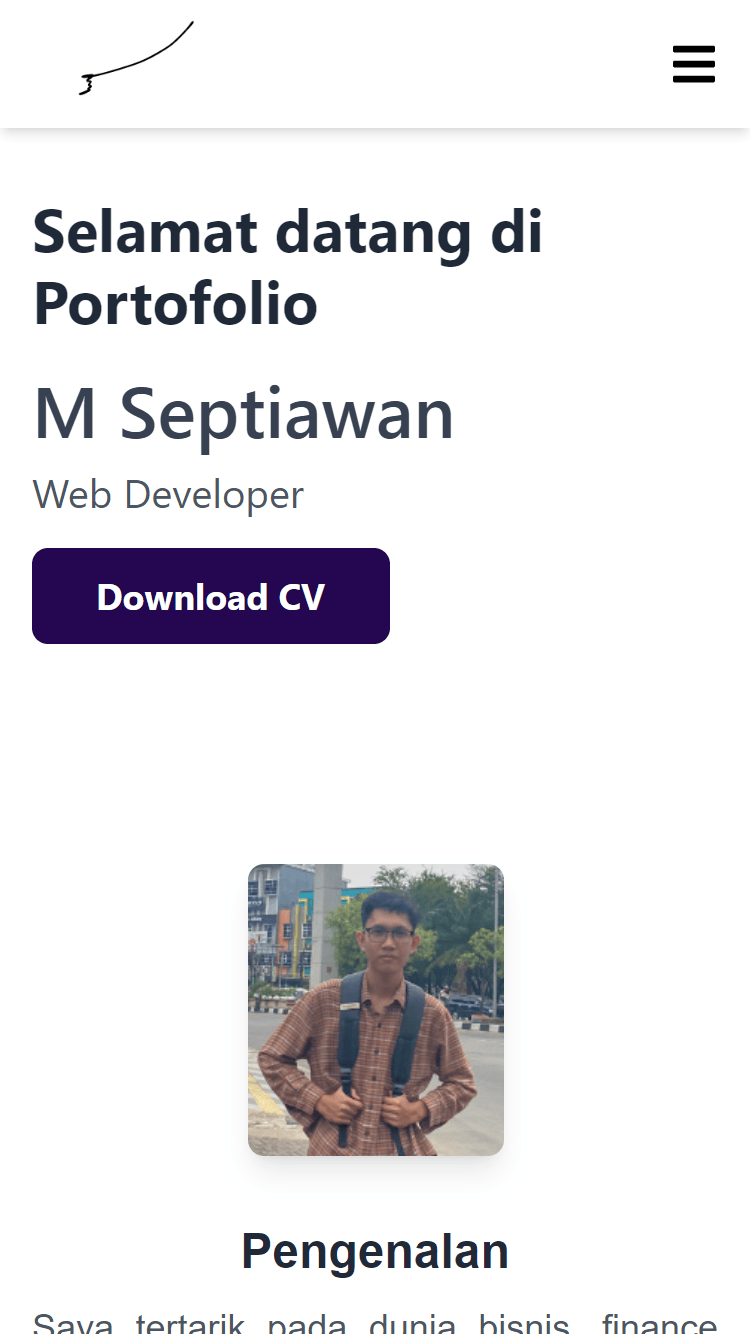 Selamat datang di
Portofolio
M Septiawan
Web Developer
Download CV
Pengenalan
Saya tertarik pada dunia bisnis, finance